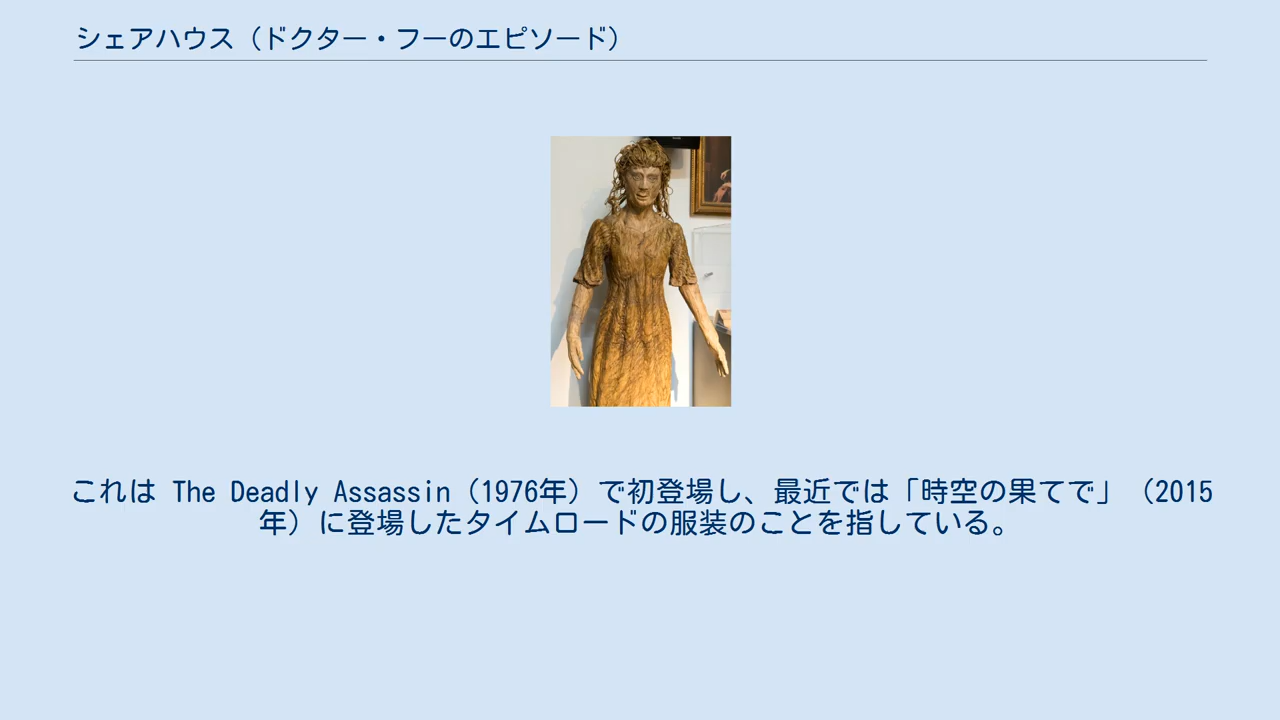 シェアハウス（ドクター・フーのエピソード）
これは The Deadly Assassin（1976年）で初登場し、最近では「時空の果てで」（2015
年）に登場したタイムロードの服装のことを指している。